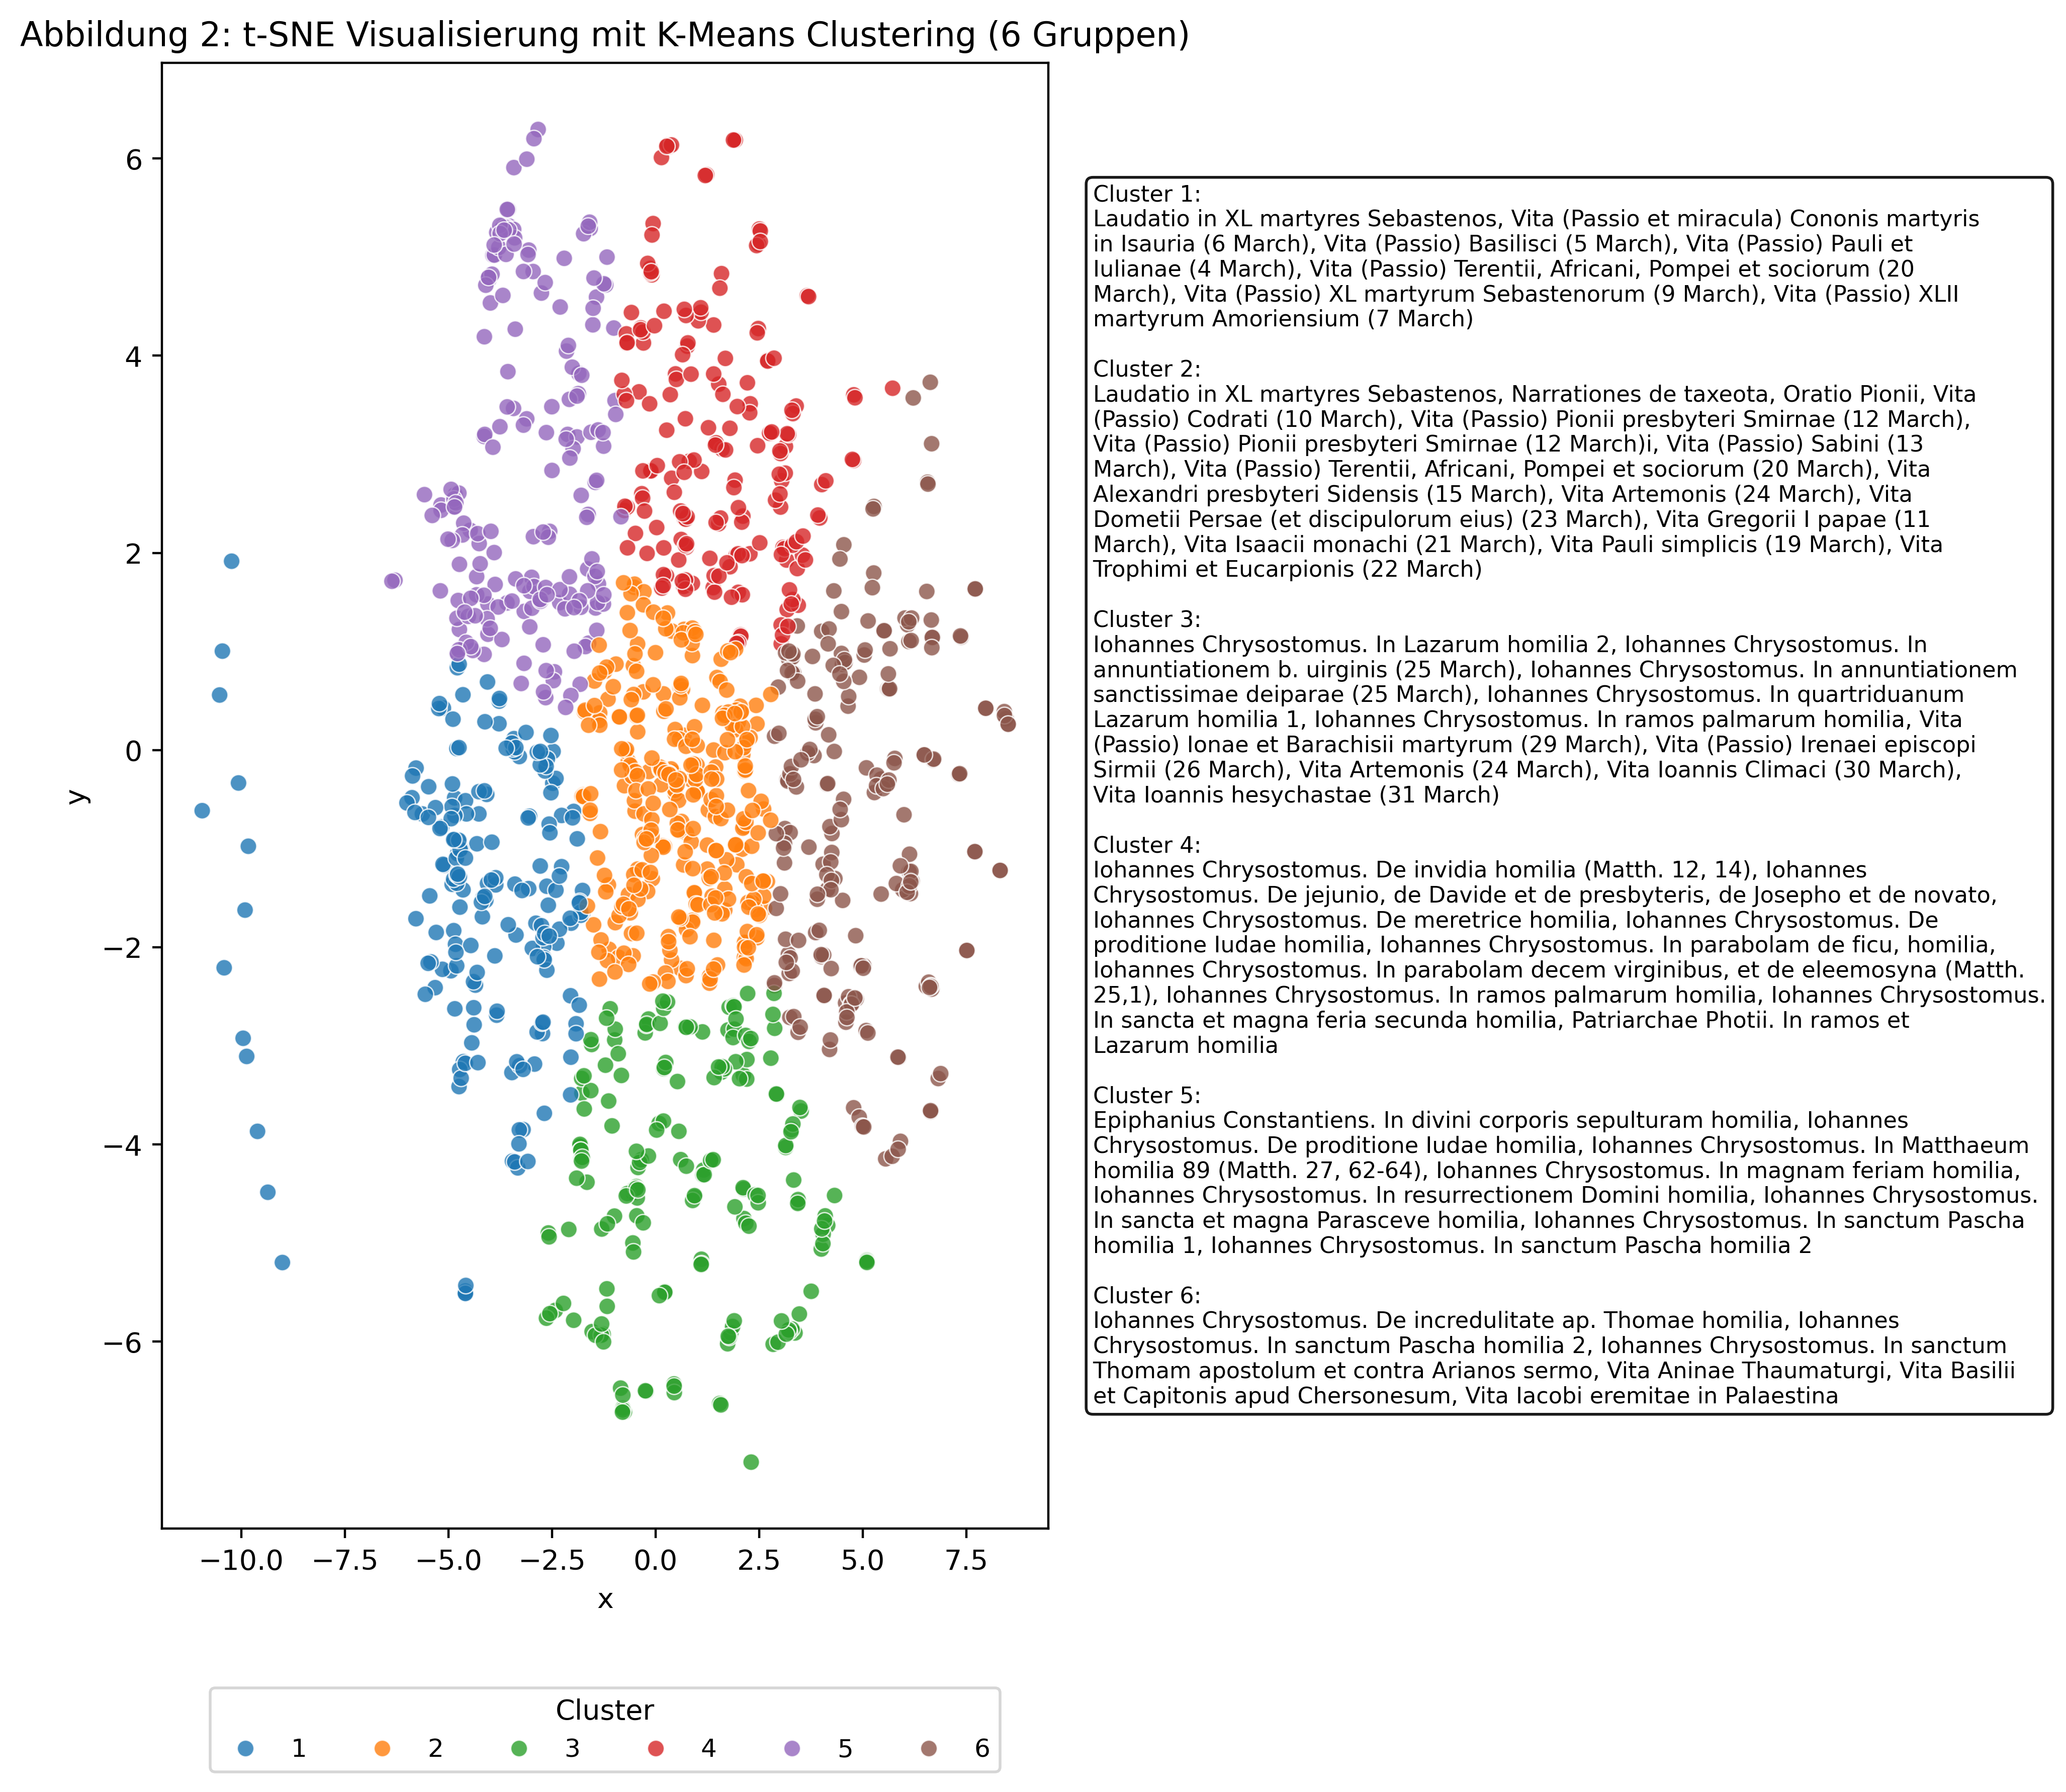 Abbildung 2: t-SNE Visualisierung mit K-Means Clustering (6 Gruppen)
6
4
2
0
−2
−4
−6
y
−10.0 −7.5 −5.0 −2.5 0.0 2.5 5.0 7.5
x
Cluster
1 2 3 4 5 6
Cluster 1:
Laudatio in XL martyres Sebastenos, Vita (Passio et miracula) Cononis martyris
in Isauria (6 March), Vita (Passio) Basilisci (5 March), Vita (Passio) Pauli et
Iulianae (4 March), Vita (Passio) Terentii, Africani, Pompei et sociorum (20
March), Vita (Passio) XL martyrum Sebastenorum (9 March), Vita (Passio) XLII
martyrum Amoriensium (7 March)
Cluster 2:
Laudatio in XL martyres Sebastenos, Narrationes de taxeota, Oratio Pionii, Vita
(Passio) Codrati (10 March), Vita (Passio) Pionii presbyteri Smirnae (12 March),
Vita (Passio) Pionii presbyteri Smirnae (12 March)i, Vita (Passio) Sabini (13
March), Vita (Passio) Terentii, Africani, Pompei et sociorum (20 March), Vita
Alexandri presbyteri Sidensis (15 March), Vita Artemonis (24 March), Vita
Dometii Persae (et discipulorum eius) (23 March), Vita Gregorii I papae (11
March), Vita Isaacii monachi (21 March), Vita Pauli simplicis (19 March), Vita
Trophimi et Eucarpionis (22 March)
Cluster 3:
Iohannes Chrysostomus. In Lazarum homilia 2, Iohannes Chrysostomus. In
annuntiationem b. uirginis (25 March), Iohannes Chrysostomus. In annuntiationem
sanctissimae deiparae (25 March), Iohannes Chrysostomus. In quartriduanum
Lazarum homilia 1, Iohannes Chrysostomus. In ramos palmarum homilia, Vita
(Passio) Ionae et Barachisii martyrum (29 March), Vita (Passio) Irenaei episcopi
Sirmii (26 March), Vita Artemonis (24 March), Vita Ioannis Climaci (30 March),
Vita Ioannis hesychastae (31 March)
Cluster 4:
Iohannes Chrysostomus. De invidia homilia (Matth. 12, 14), Iohannes
Chrysostomus. De jejunio, de Davide et de presbyteris, de Josepho et de novato,
Iohannes Chrysostomus. De meretrice homilia, Iohannes Chrysostomus. De
proditione Iudae homilia, Iohannes Chrysostomus. In parabolam de ficu, homilia,
Iohannes Chrysostomus. In parabolam decem virginibus, et de eleemosyna (Matth.
25,1), Iohannes Chrysostomus. In ramos palmarum homilia, Iohannes Chrysostomus.
In sancta et magna feria secunda homilia, Patriarchae Photii. In ramos et
Lazarum homilia
Cluster 5:
Epiphanius Constantiens. In divini corporis sepulturam homilia, Iohannes
Chrysostomus. De proditione Iudae homilia, Iohannes Chrysostomus. In Matthaeum
homilia 89 (Matth. 27, 62-64), Iohannes Chrysostomus. In magnam feriam homilia,
Iohannes Chrysostomus. In resurrectionem Domini homilia, Iohannes Chrysostomus.
In sancta et magna Parasceve homilia, Iohannes Chrysostomus. In sanctum Pascha
homilia 1, Iohannes Chrysostomus. In sanctum Pascha homilia 2
Cluster 6:
Iohannes Chrysostomus. De incredulitate ap. Thomae homilia, Iohannes
Chrysostomus. In sanctum Pascha homilia 2, Iohannes Chrysostomus. In sanctum
Thomam apostolum et contra Arianos sermo, Vita Aninae Thaumaturgi, Vita Basilii
et Capitonis apud Chersonesum, Vita Iacobi eremitae in Palaestina